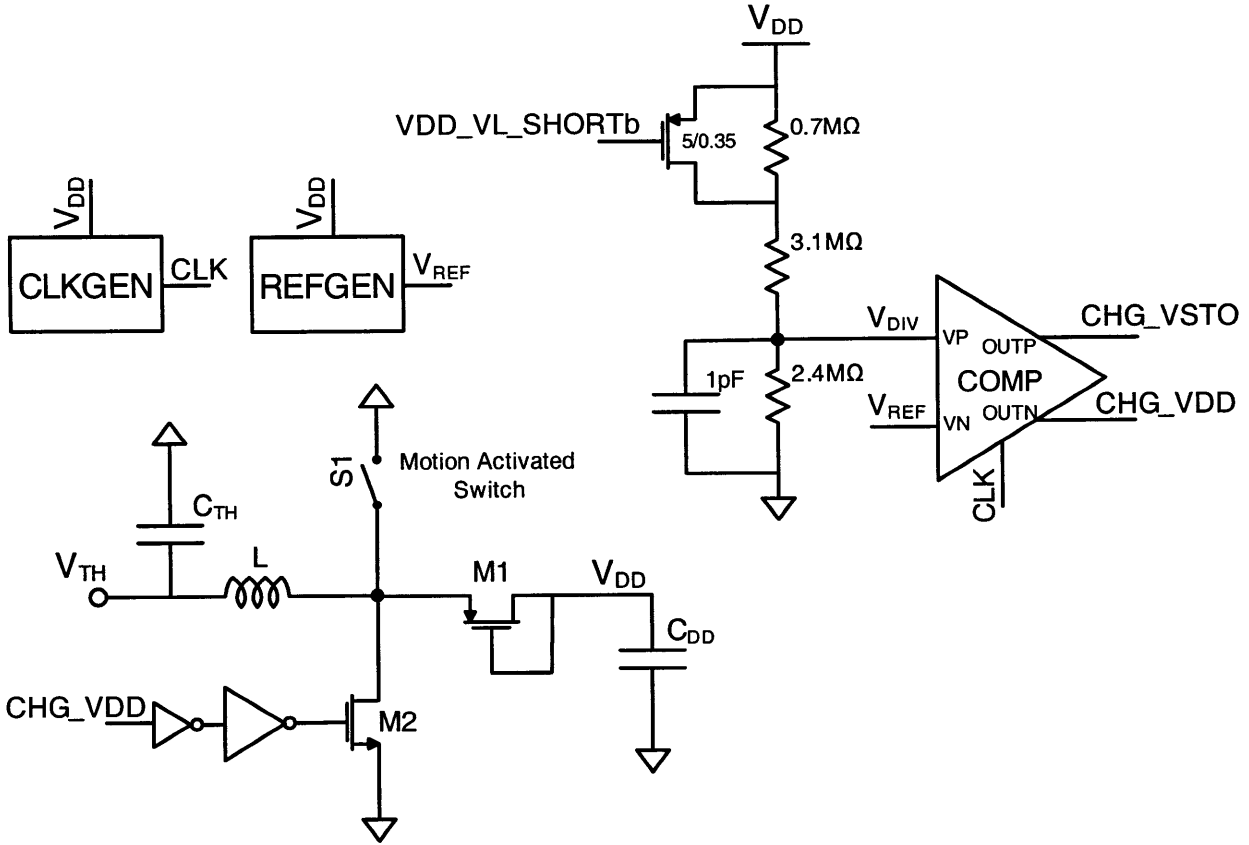 VDD
VDD_VL_SHORTb
5/0.35
0.7MΩ
3.1MΩ
VDD
CLKGEN
CLK
VDD
REFGEN
VREF
VDIV
1pF
2.4MΩ
VREF
VP
VN
OUTP
COMP
OUTN
CLK
CHG_VSTO
CHG_VDD
S1
Motion Activated
Switch
CTH
VTH
L
M1
VDD
CDD
CHG_VDD
M2